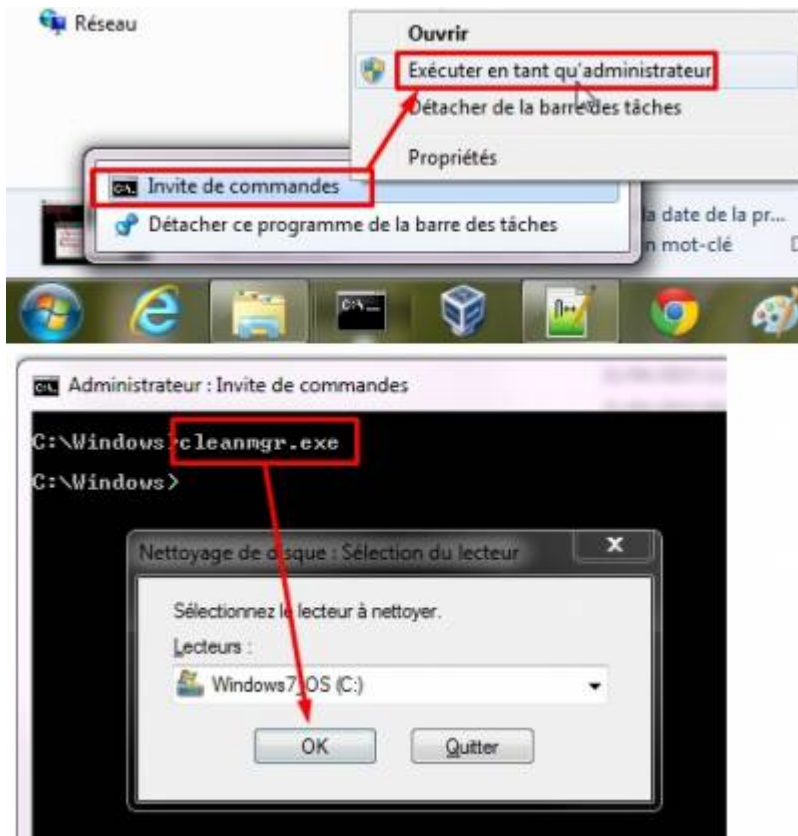 Réseau
Ouvrir
Exécuter en tant qu'administrateur
Détacher de la barre des tâches
Propriétés
Invite de commandes
Détacher ce programme de la barre des tâches
la date de la pr...
mot-clé
C:\
Administrateur : Invite de commandes
C:\Windows>cleanmgr.exe
C:\Windows>
Nettoyage de disque : Sélection du lecteur
Sélectionnez le lecteur à nettoyer.
Lecteurs :
Windows7_OS (C:)
OK
Quitter